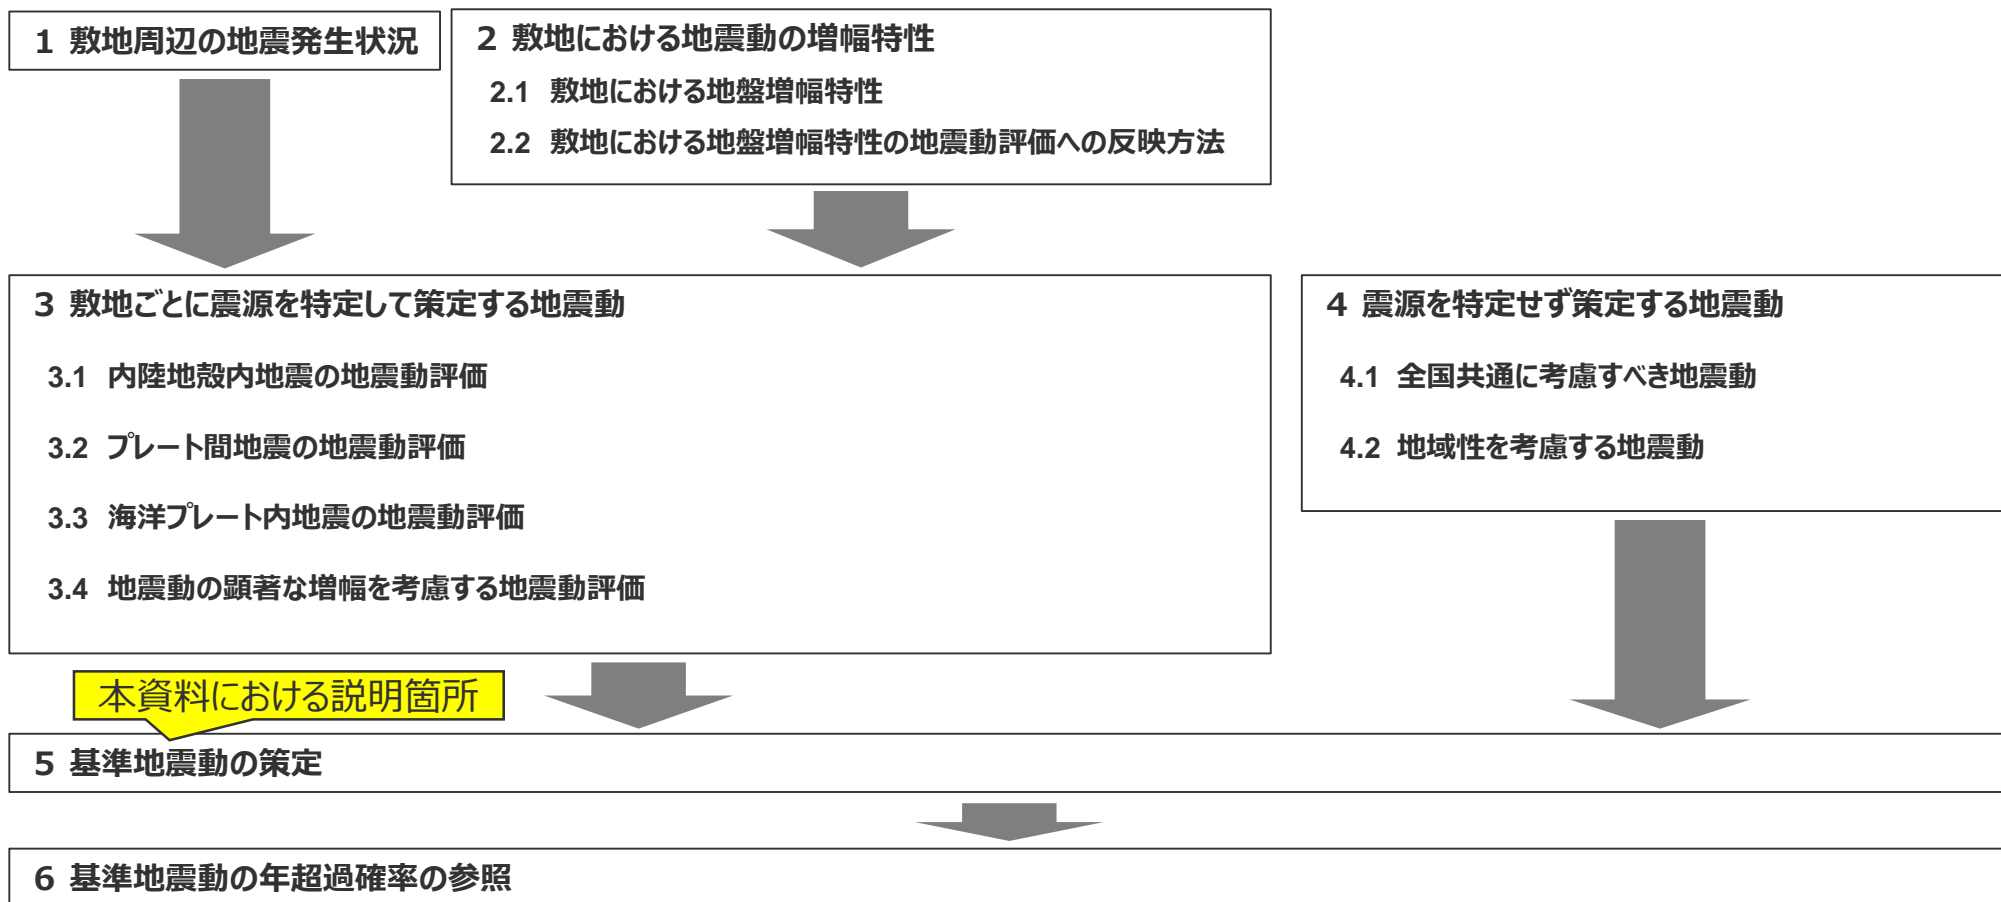 1 敷地周辺の地震発生状況
2 敷地における地震動の増幅特性
2.1 敷地における地盤増幅特性
2.2 敷地における地盤増幅特性の地震動評価への反映方法
3 敷地ごとに震源を特定して策定する地震動
3.1 内陸地殻内地震の地震動評価
3.2 プレート間地震の地震動評価
3.3 海洋プレート内地震の地震動評価
3.4 地震動の顕著な増幅を考慮する地震動評価
4 震源を特定せず策定する地震動
4.1 全国共通に考慮すべき地震動
4.2 地域性を考慮する地震動
本資料における説明箇所
5 基準地震動の策定
6 基準地震動の年超過確率の参照